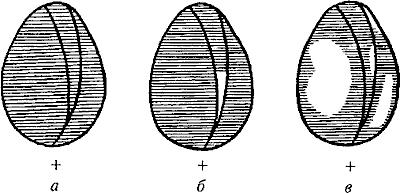 + + +
а б в